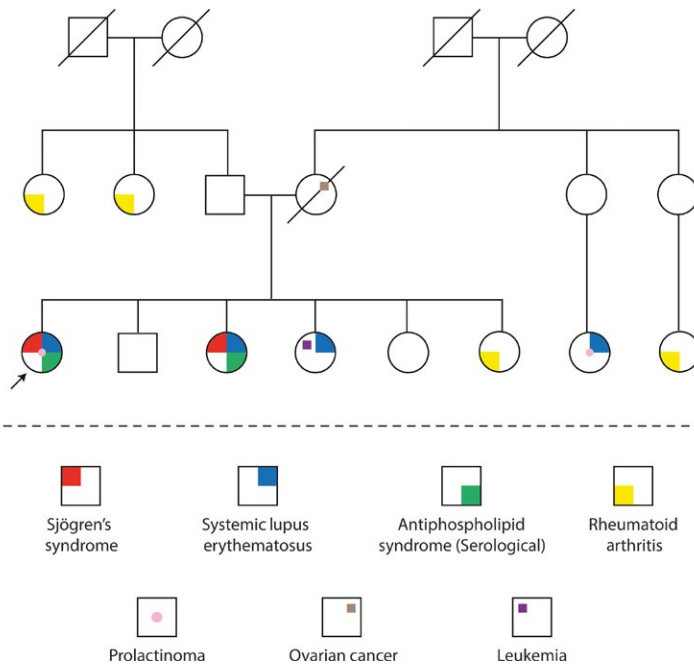 Sjögren's
syndrome
Systemic lupus
erythematosus
Antiphospholipid
syndrome (Serological)
Rheumatoid
arthritis
Prolactinoma
Ovarian cancer
Leukemia